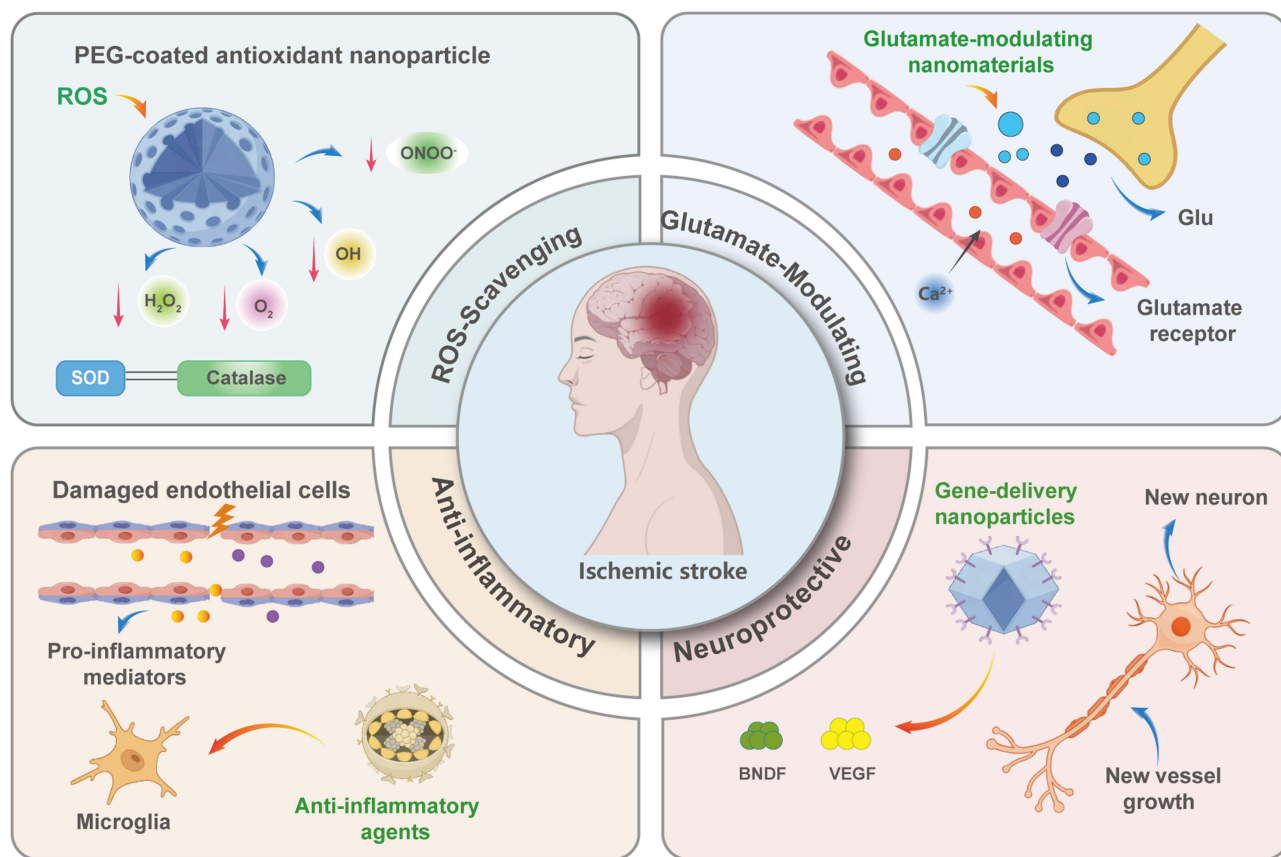 PEG-coated antioxidant nanoparticle
ROS
ONOO⁻
OH
H₂O₂
O₂
SOD
Catalase
ROS-Scavenging
Glutamate-modulating
nanomaterials
Glu
Ca²⁺
Glutamate
receptor
Glutamate-Modulating
Ischemic stroke
Damaged endothelial cells
Pro-inflammatory
mediators
Microglia
Anti-inflammatory
agents
Anti-inflammatory
Neuroprotective
Gene-delivery
nanoparticles
New neuron
BNDF
VEGF
New vessel
growth